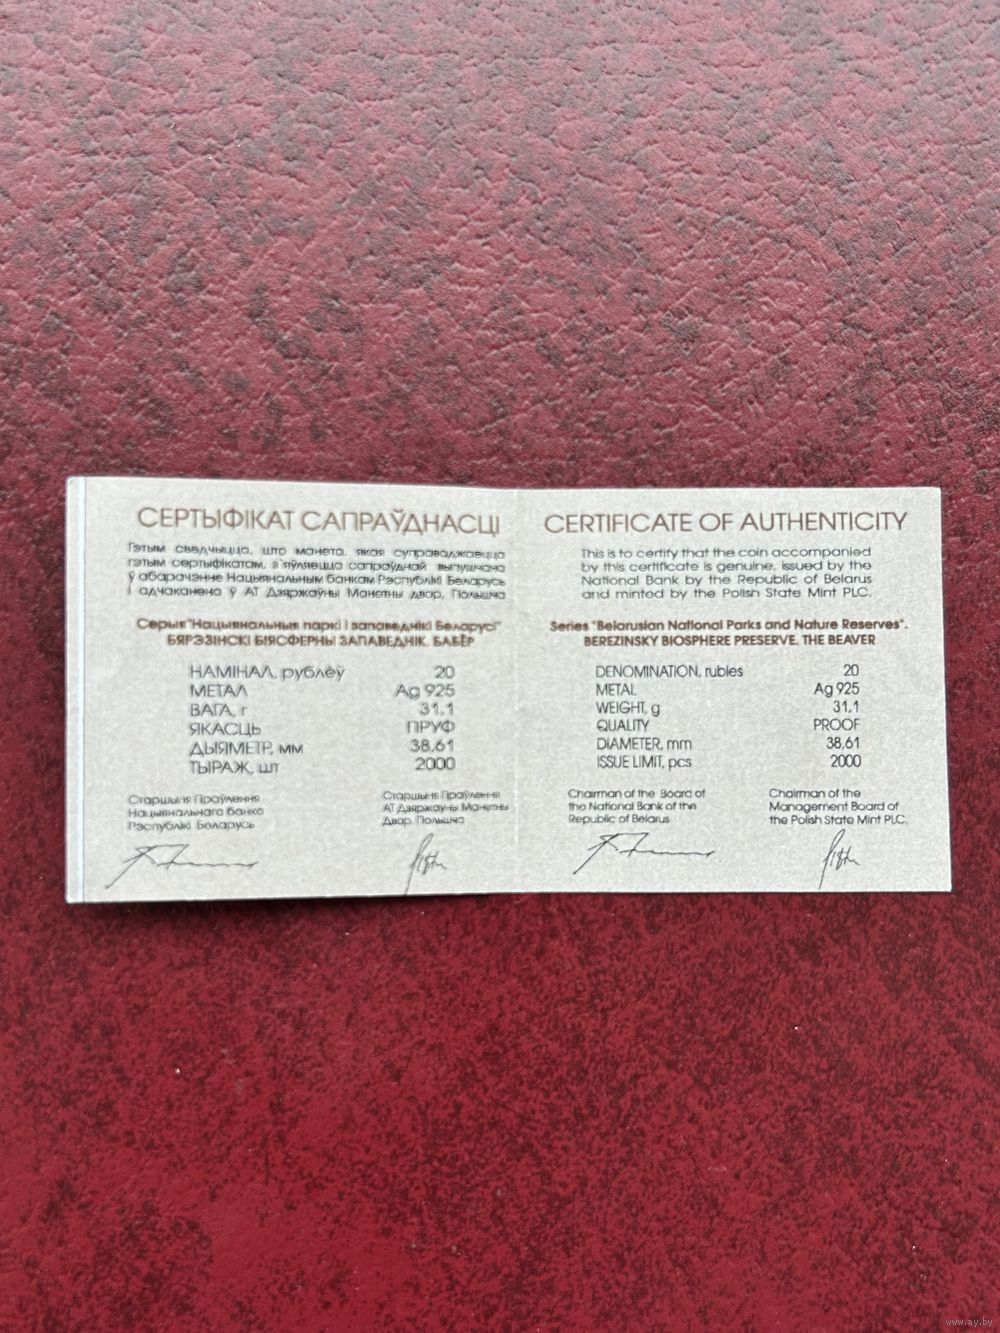 СЕРТЫФІКАТ САПРАЎДНАСЦІ
Гэтым сведчыцца, што манета, якая суправаджаецца
гэтым сертыфікатам, з'яўляецца сапраўднай, выпушчана
ў абарачэнне Нацыянальным банкам Рэспублікі Беларусь
і адчаканена ў АТ Дзяржаўны Манетны двор, Польшча
Серыя "Нацыянальныя паркі і запаведнікі Беларусі"
БЯРЭЗІНСКІ БІЯСФЕРНЫ ЗАПАВЕДНІК. БАБЁР
НАМІНАЛ, рублёў 20
МЕТАЛ Ag 925
ВАГА, г 31,1
ЯКАСЦЬ ПРУФ
ДЫЯМЕТР, мм 38,61
ТЫРАЖ, шт 2000
Старшыня Праўлення
Нацыянальнага банка
Рэспублікі Беларусь
Старшыня Праўлення
АТ Дзяржаўны Манетны
Двор, Польшча
CERTIFICATE OF AUTHENTICITY
This is to certify that the coin accompanied
by this certificate is genuine, issued by the
National Bank by the Republic of Belarus
and minted by the Polish State Mint PLC.
Series "Belarusian National Parks and Nature Reserves".
BEREZINSKY BIOSPHERE PRESERVE. THE BEAVER
DENOMINATION, rubles 20
METAL Ag 925
WEIGHT, g 31,1
QUALITY PROOF
DIAMETER, mm 38,61
ISSUE LIMIT, pcs 2000
Chairman of the Board of
the National Bank of the
Republic of Belarus
Chairman of the
Management Board of
the Polish State Mint PLC.
www.ay.by